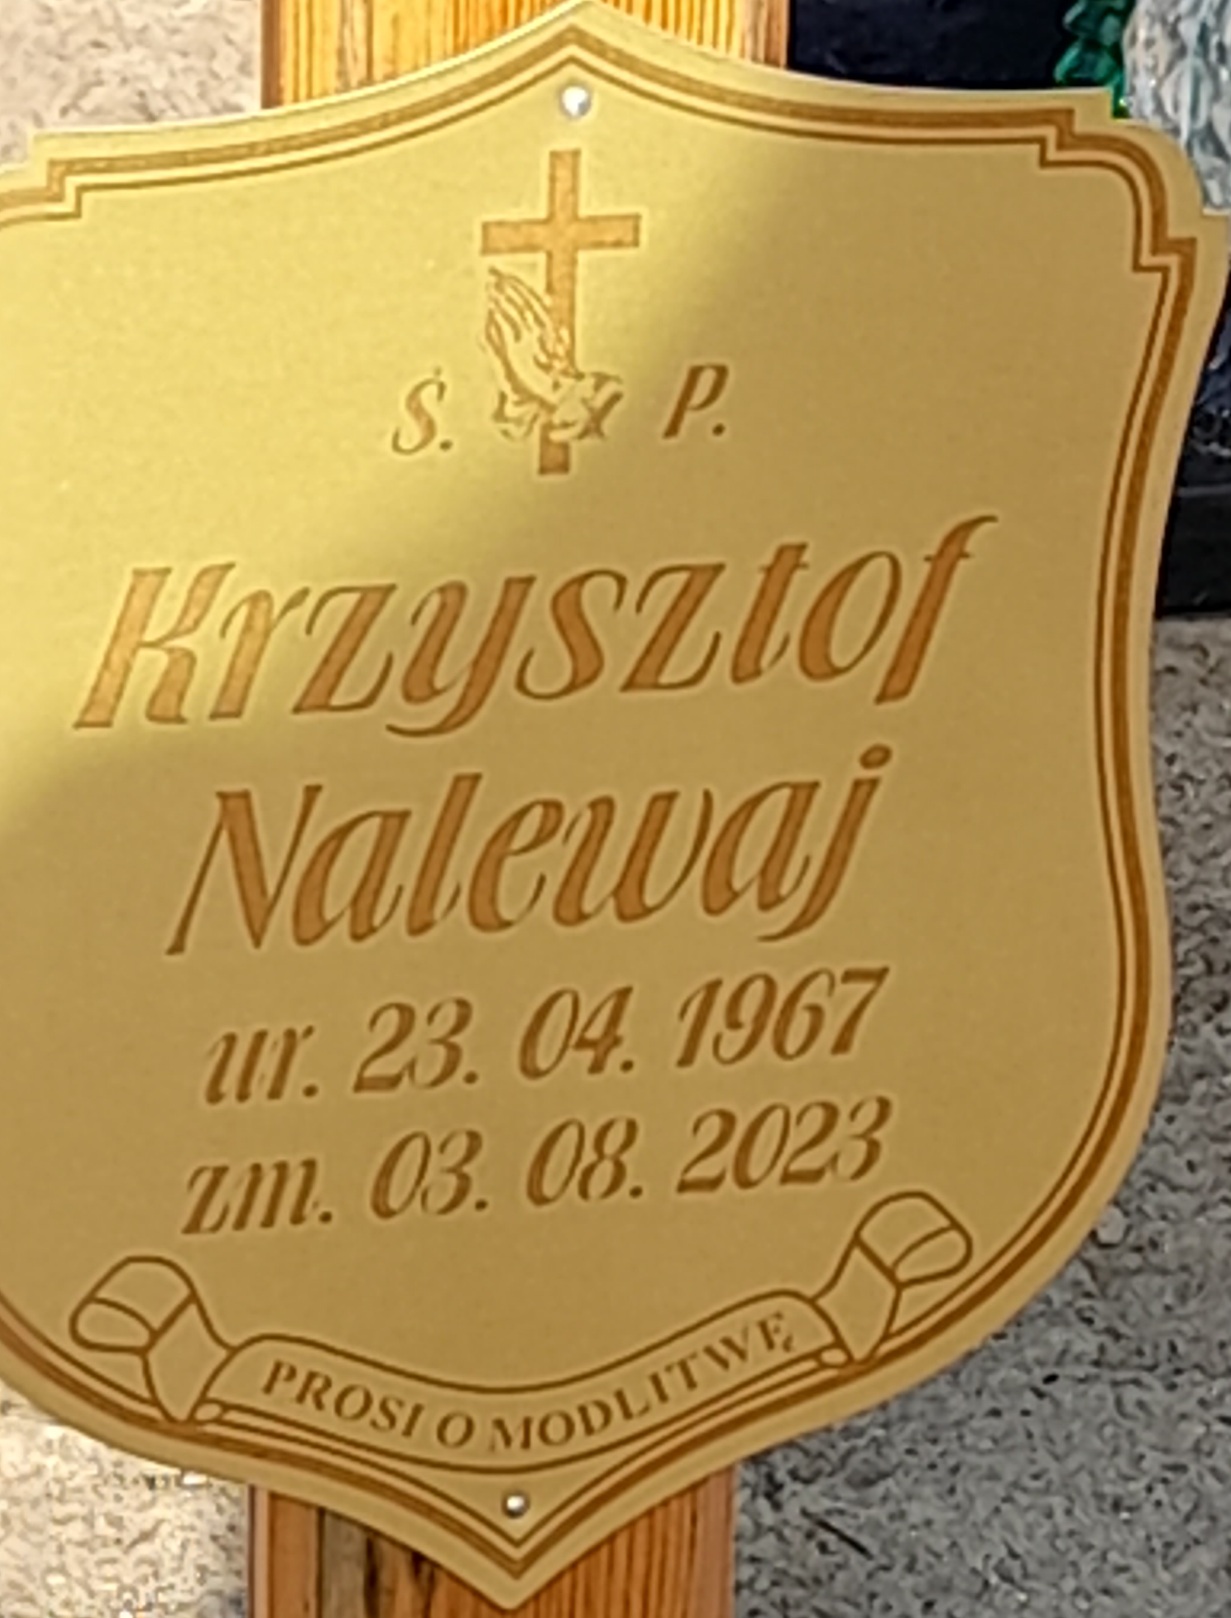 Ś. P.
Krzysztof
Nalewaj
ur. 23. 04. 1967
zm. 03. 08. 2023
PROSI O MODLITWĘ